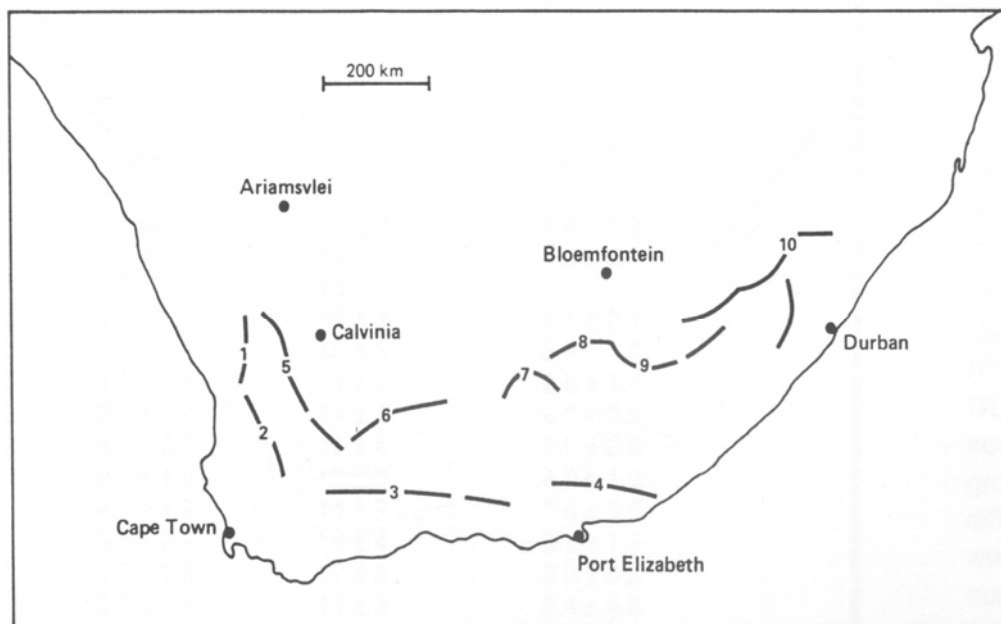 200 km
Ariamsvlei
10
Bloemfontein
Calvinia
Durban
1
5
8
9
7
6
2
3
4
Cape Town
Port Elizabeth